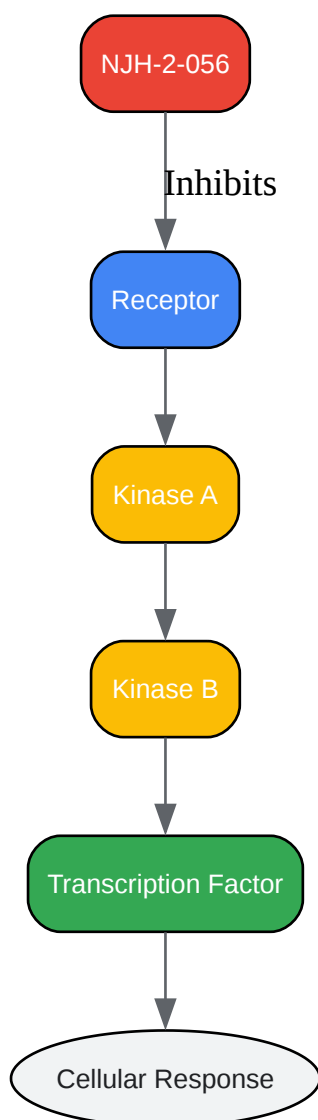 NJH-2-056
Inhibits
Receptor
Kinase A
Kinase B
Transcription Factor
Cellular Response